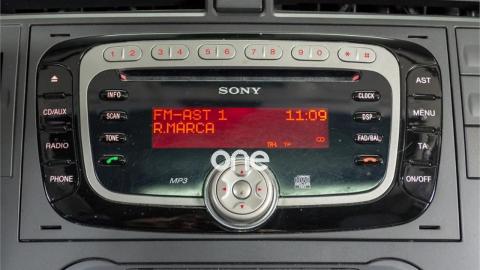 1 2 3 4 5 6 7 8 9 0 * #
SONY
INFO
CLOCK
AST
CD/AUX
SCAN
FM-AST 1 11:09
R.MARCA
DSP
MENU
RADIO
TONE
FAD/BAL
TA
TP
one
PHONE
MP3
ON/OFF